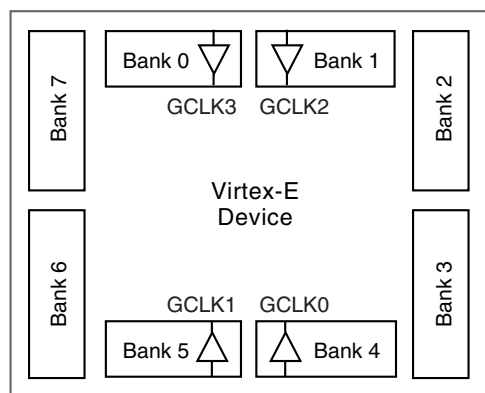 Bank 0
Bank 1
Bank 7
Bank 2
GCLK3
GCLK2
Virtex-E
Device
Bank 6
Bank 3
GCLK1
GCLK0
Bank 5
Bank 4